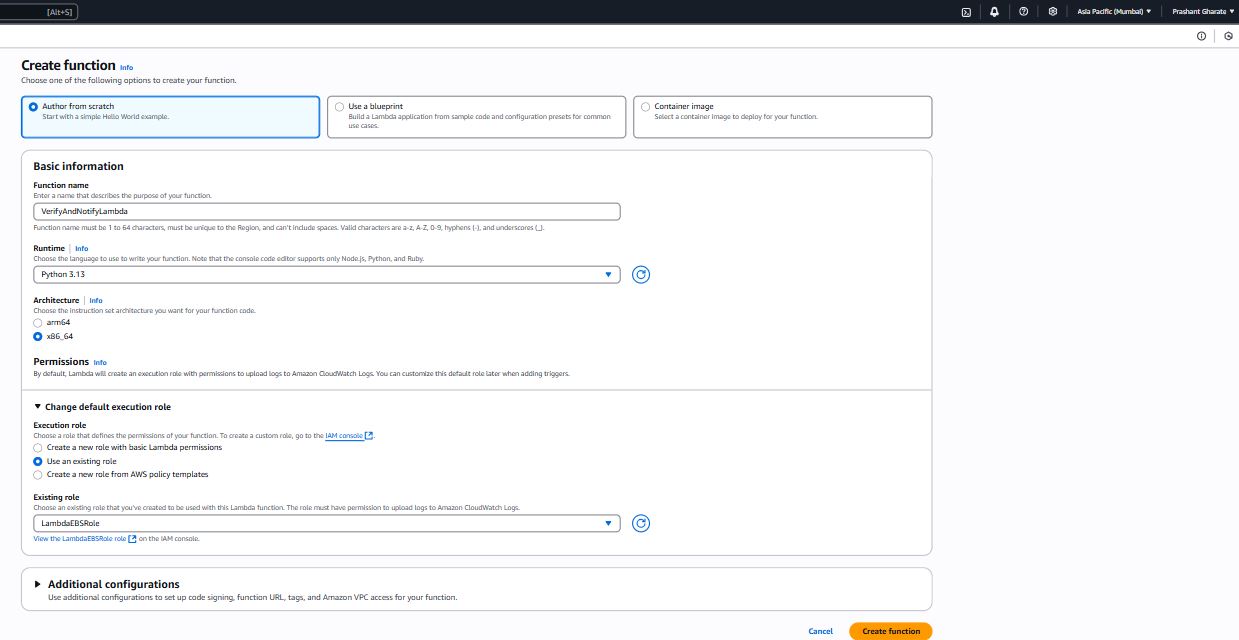 [Alt+S]
Asia Pacific (Mumbai) ▼
Prashant Gharate ▼
Create function Info
Choose one of the following options to create your function.
Author from scratch
Start with a simple Hello World example.
Use a blueprint
Build a Lambda application from sample code and configuration presets for common
use cases.
Container image
Select a container image to deploy for your function.
Basic information
Function name
Enter a name that describes the purpose of your function.
VerifyAndNotifyLambda
Function name must be 1 to 64 characters, must be unique to the Region, and can't include spaces. Valid characters are a-z, A-Z, 0-9, hyphens (-), and underscores (_).
Runtime Info
Choose the language to use to write your function. Note that the console code editor supports only Node.js, Python, and Ruby.
Python 3.13
Architecture Info
Choose the instruction set architecture you want for your function code.
arm64
x86_64
Permissions Info
By default, Lambda will create an execution role with permissions to upload logs to Amazon CloudWatch Logs. You can customize this default role later when adding triggers.
Change default execution role
Execution role
Choose a role that defines the permissions of your function. To create a custom role, go to the IAM console.
Create a new role with basic Lambda permissions
Use an existing role
Create a new role from AWS policy templates
Existing role
Choose an existing role that you've created to be used with this Lambda function. The role must have permission to upload logs to Amazon CloudWatch Logs.
LambdaEBSRole
View the LambdaEBSRole role on the IAM console.
Additional configurations
Use additional configurations to set up code signing, function URL, tags, and Amazon VPC access for your function.
Cancel
Create function